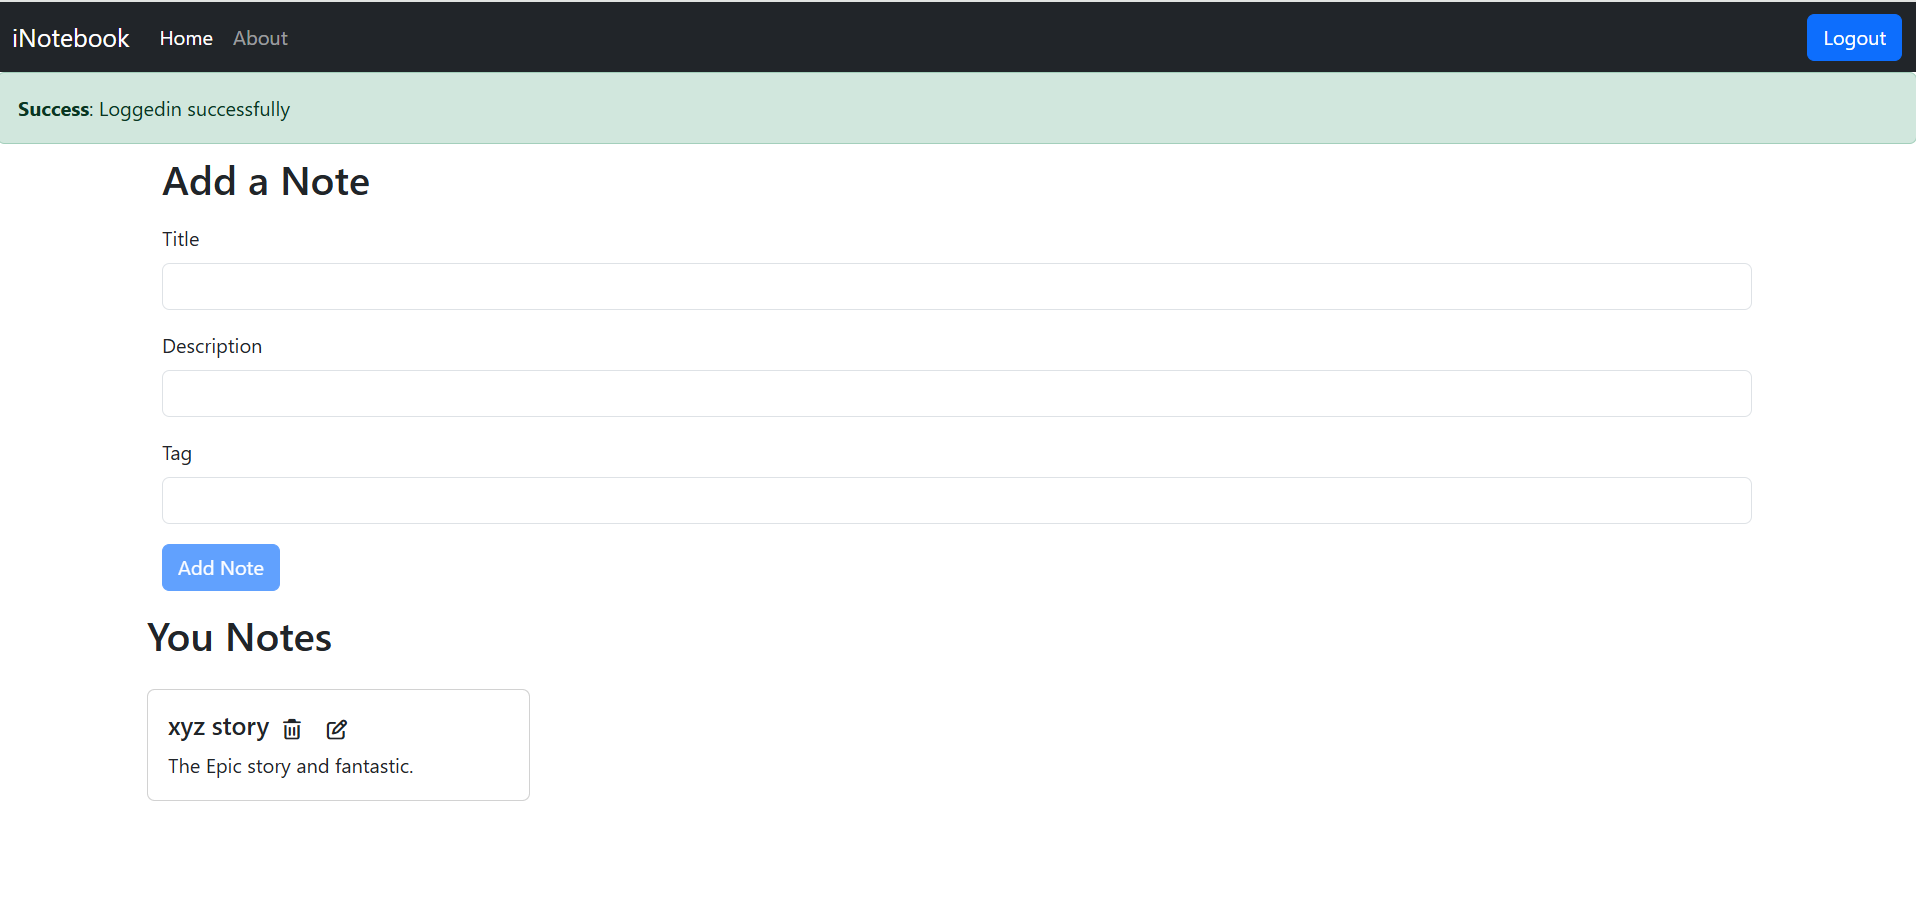 iNotebook Home About Logout
Success: Loggedin successfully
Add a Note
Title
Description
Tag
Add Note
You Notes
xyz story
The Epic story and fantastic.